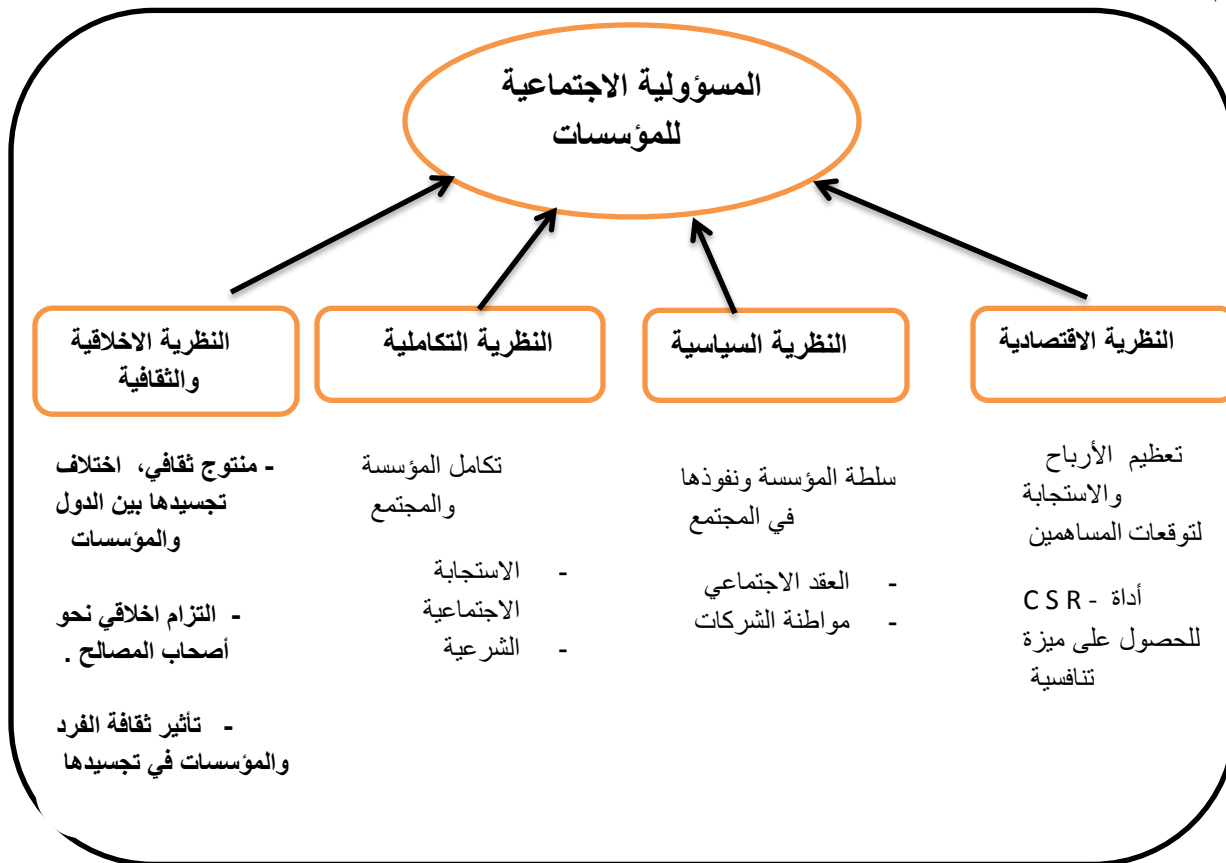 المسؤولية الاجتماعية
للمؤسسات
النظرية الاقتصادية
النظرية السياسية
النظرية التكاملية
النظرية الاخلاقية
والثقافية
تعظيم الأرباح
والاستجابة
لتوقعات المساهمين
أداة - CSR
للحصول على ميزة
تنافسية
سلطة المؤسسة ونفوذها
في المجتمع
- العقد الاجتماعي
- مواطنة الشركات
تكامل المؤسسة
والمجتمع
- الاستجابة
الاجتماعية
- الشرعية
- منتوج ثقافي، اختلاف
تجسيدها بين الدول
والمؤسسات
- التزام اخلاقي نحو
أصحاب المصالح .
- تأثير ثقافة الفرد
والمؤسسات في تجسيدها